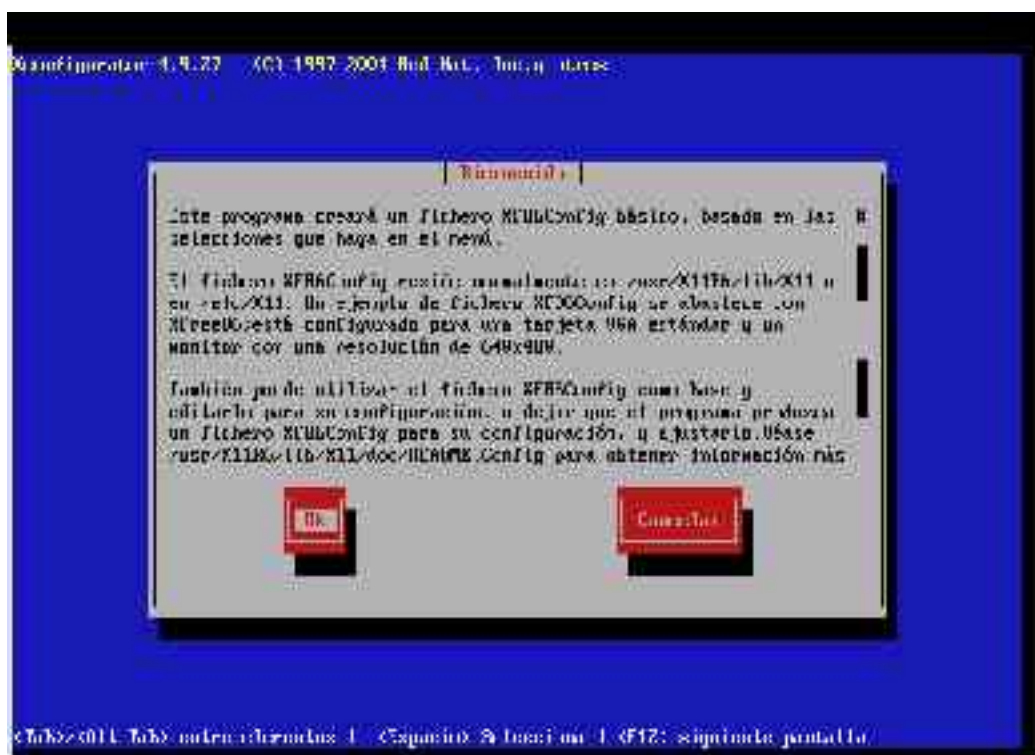 Xconfigurator 4.9.27 (C) 1997-2001 Red Hat, Inc. y otros
Bienvenido
Este programa creará un fichero XF86Config básico, basado en las
selecciones que haga en el menú.
El fichero XF86Config reside normalmente en /usr/X11R6/lib/X11 o
en /etc/X11. Un ejemplo de fichero XF86Config se abastece con
XFree86;está configurado para una tarjeta VGA estándar y un
monitor con una resolución de 640x480.
También puede utilizar el fichero XF86Config como base y
editarlo para su configuración, o dejar que el programa produzca
un fichero XF86Config para su configuración, y ajustarlo.Véase
/usr/X11R6/lib/X11/doc/README.Config para obtener información más
Ok
Cancelar
<Tab>/<Alt-Tab> entre elementos | <Espacio> Selecciona | <F12> siguiente pantalla